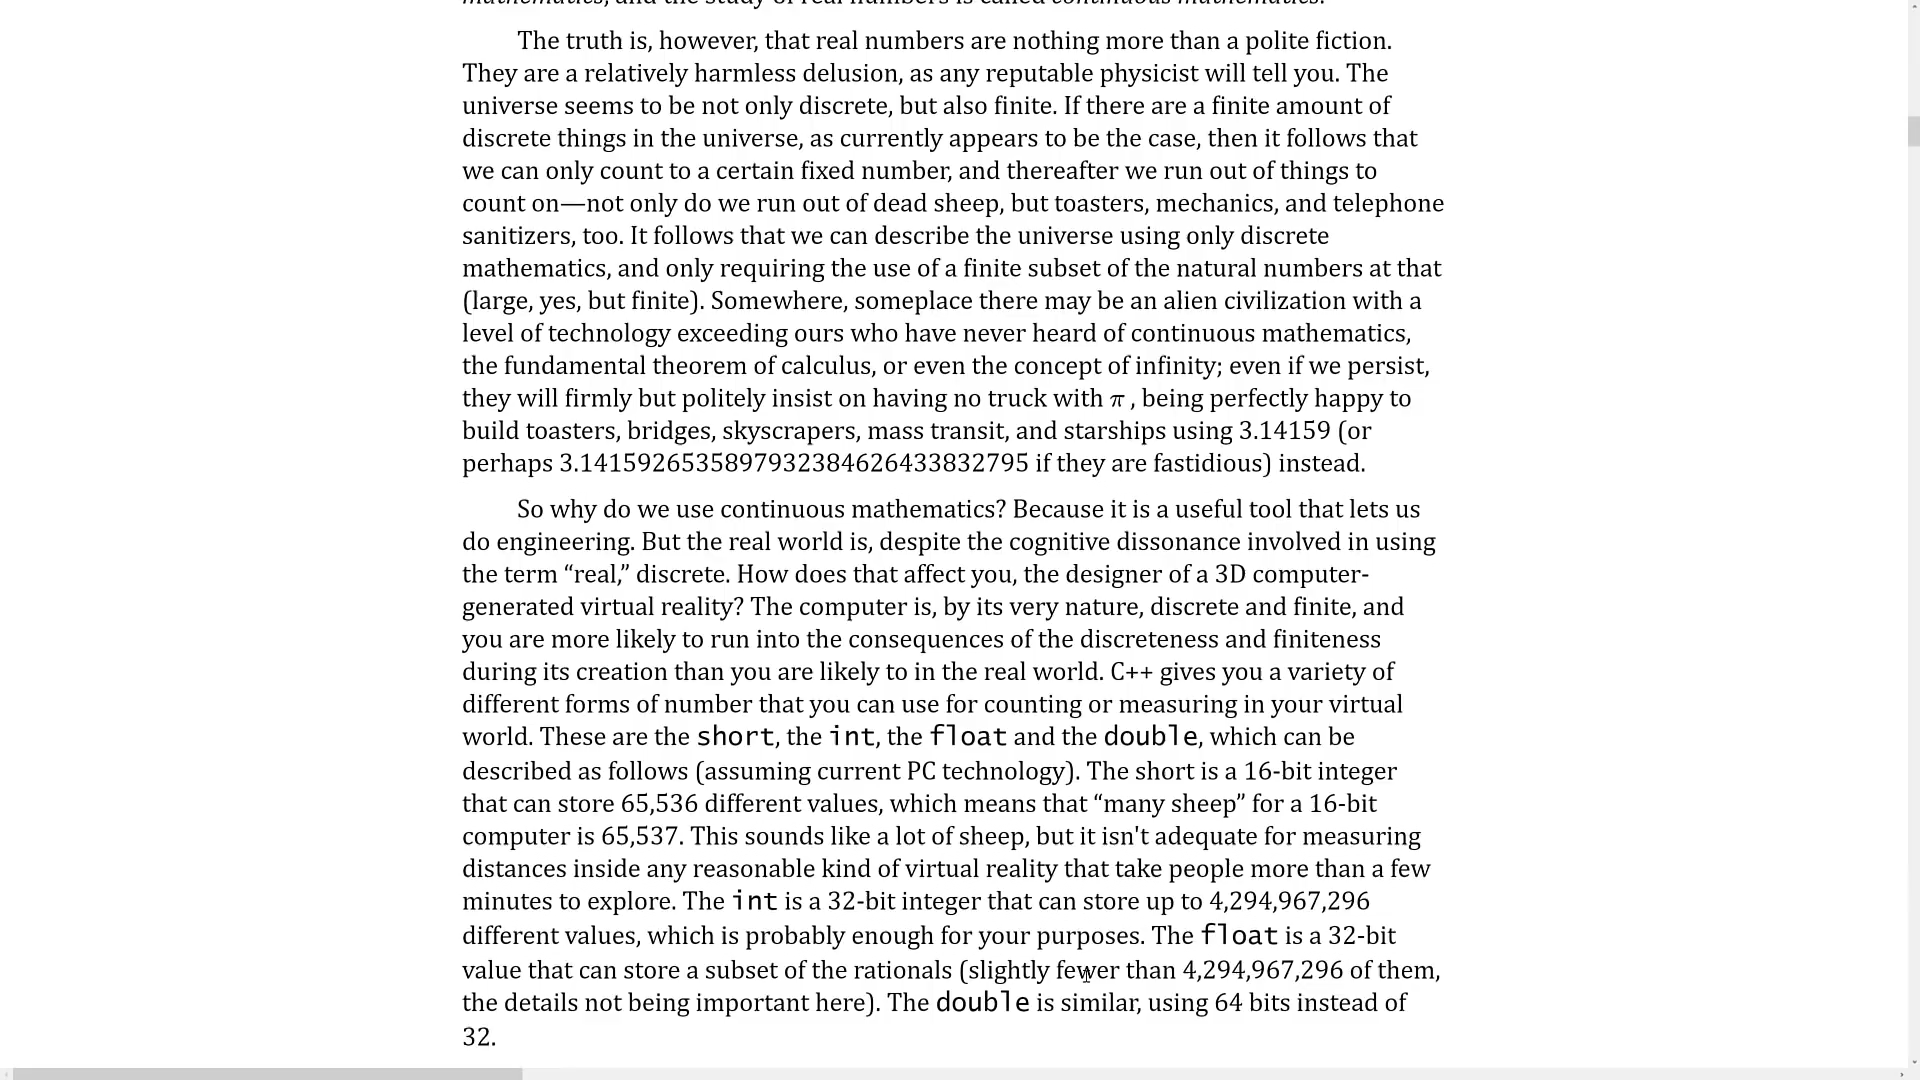 mathematics, and the study of real numbers is called continuous mathematics.
The truth is, however, that real numbers are nothing more than a polite fiction.
They are a relatively harmless delusion, as any reputable physicist will tell you. The
universe seems to be not only discrete, but also finite. If there are a finite amount of
discrete things in the universe, as currently appears to be the case, then it follows that
we can only count to a certain fixed number, and thereafter we run out of things to
count on—not only do we run out of dead sheep, but toasters, mechanics, and telephone
sanitizers, too. It follows that we can describe the universe using only discrete
mathematics, and only requiring the use of a finite subset of the natural numbers at that
(large, yes, but finite). Somewhere, someplace there may be an alien civilization with a
level of technology exceeding ours who have never heard of continuous mathematics,
the fundamental theorem of calculus, or even the concept of infinity; even if we persist,
they will firmly but politely insist on having no truck with π , being perfectly happy to
build toasters, bridges, skyscrapers, mass transit, and starships using 3.14159 (or
perhaps 3.1415926535897932384626433832795 if they are fastidious) instead.
So why do we use continuous mathematics? Because it is a useful tool that lets us
do engineering. But the real world is, despite the cognitive dissonance involved in using
the term “real,” discrete. How does that affect you, the designer of a 3D computer-
generated virtual reality? The computer is, by its very nature, discrete and finite, and
you are more likely to run into the consequences of the discreteness and finiteness
during its creation than you are likely to in the real world. C++ gives you a variety of
different forms of number that you can use for counting or measuring in your virtual
world. These are the short, the int, the float and the double, which can be
described as follows (assuming current PC technology). The short is a 16-bit integer
that can store 65,536 different values, which means that “many sheep” for a 16-bit
computer is 65,537. This sounds like a lot of sheep, but it isn't adequate for measuring
distances inside any reasonable kind of virtual reality that take people more than a few
minutes to explore. The int is a 32-bit integer that can store up to 4,294,967,296
different values, which is probably enough for your purposes. The float is a 32-bit
value that can store a subset of the rationals (slightly fewer than 4,294,967,296 of them,
the details not being important here). The double is similar, using 64 bits instead of
32.